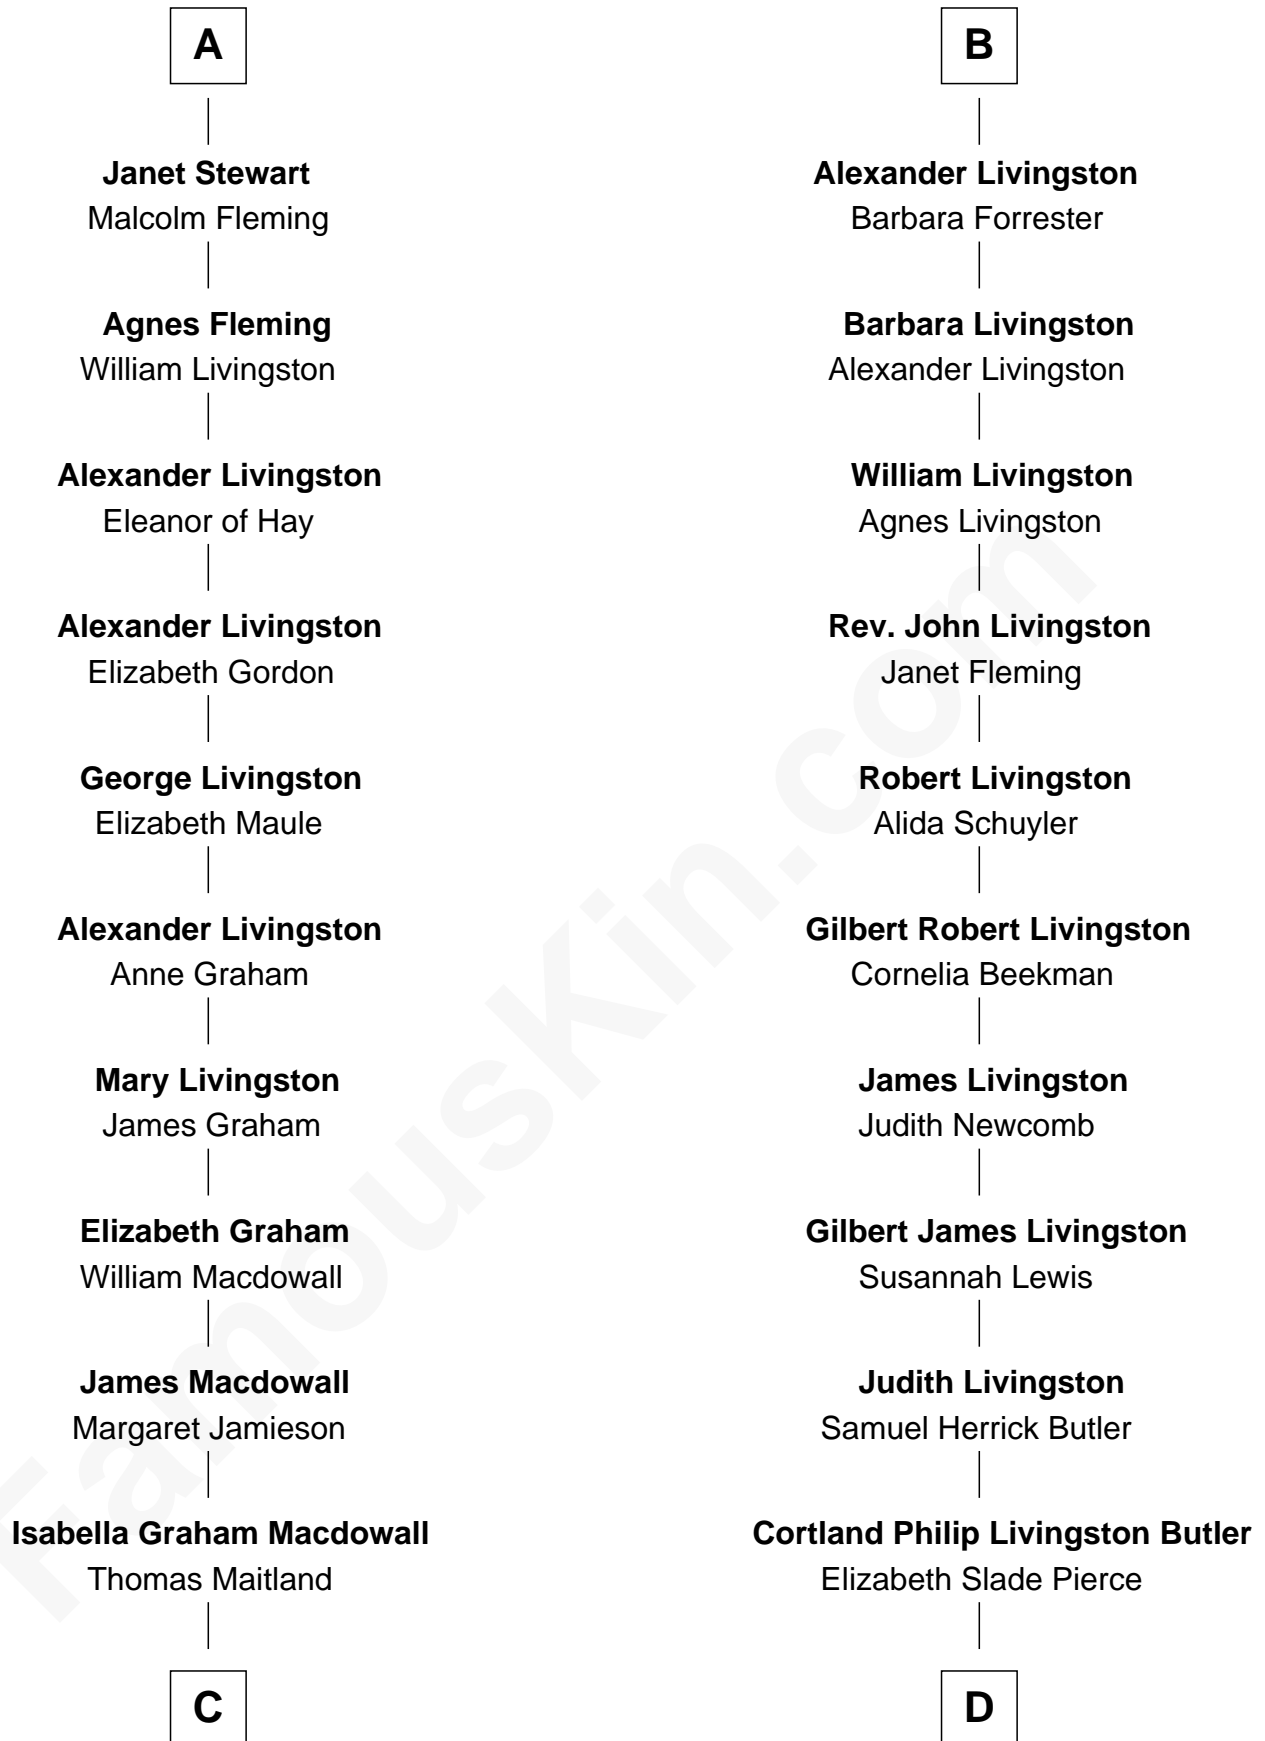 A
Janet Stewart
Malcolm Fleming
Agnes Fleming
William Livingston
Alexander Livingston
Eleanor of Hay
Alexander Livingston
Elizabeth Gordon
George Livingston
Elizabeth Maule
Alexander Livingston
Anne Graham
Mary Livingston
James Graham
Elizabeth Graham
William Macdowall
James Macdowall
Margaret Jamieson
Isabella Graham Macdowall
Thomas Maitland
C
B
Alexander Livingston
Barbara Forrester
Barbara Livingston
Alexander Livingston
William Livingston
Agnes Livingston
Rev. John Livingston
Janet Fleming
Robert Livingston
Alida Schuyler
Gilbert Robert Livingston
Cornelia Beekman
James Livingston
Judith Newcomb
Gilbert James Livingston
Susannah Lewis
Judith Livingston
Samuel Herrick Butler
Cortland Philip Livingston Butler
Elizabeth Slade Pierce
D
FamousKin.com